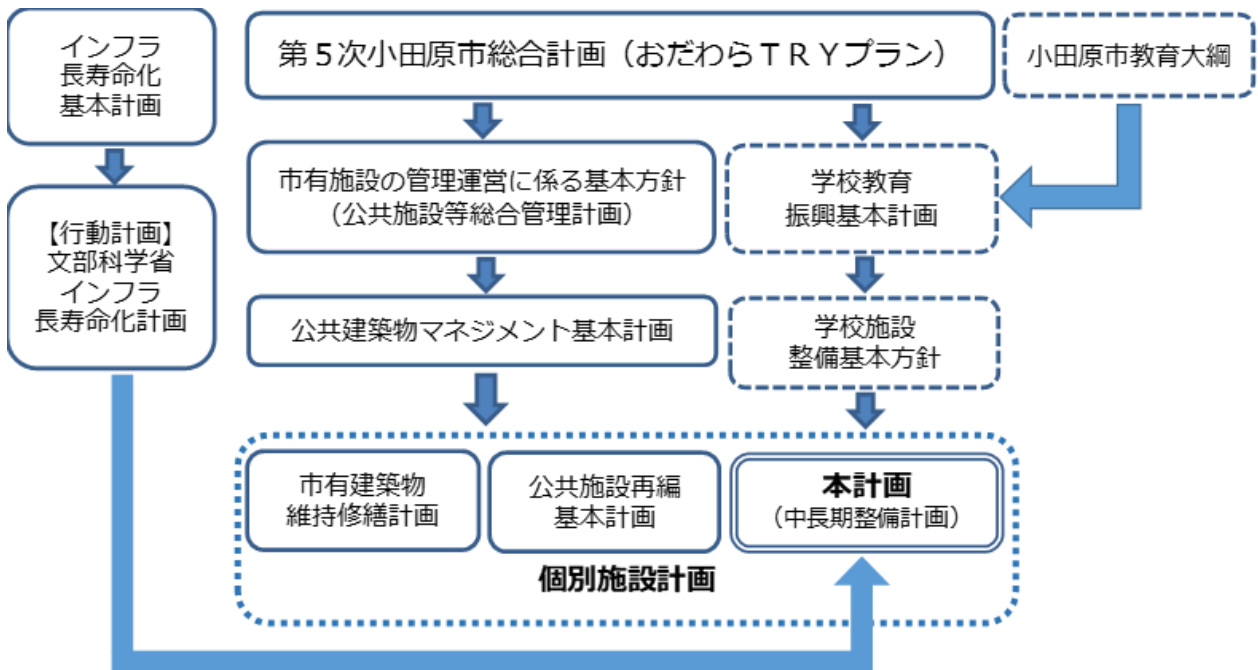 インフラ
長寿命化
基本計画
第５次小田原市総合計画（おだわらＴＲＹプラン）
小田原市教育大綱
市有施設の管理運営に係る基本方針
（公共施設等総合管理計画）
学校教育
振興基本計画
【行動計画】
文部科学省
インフラ
長寿命化計画
公共建築物マネジメント基本計画
学校施設
整備基本方針
市有建築物
維持修繕計画
公共施設再編
基本計画
本計画
（中長期整備計画）
個別施設計画